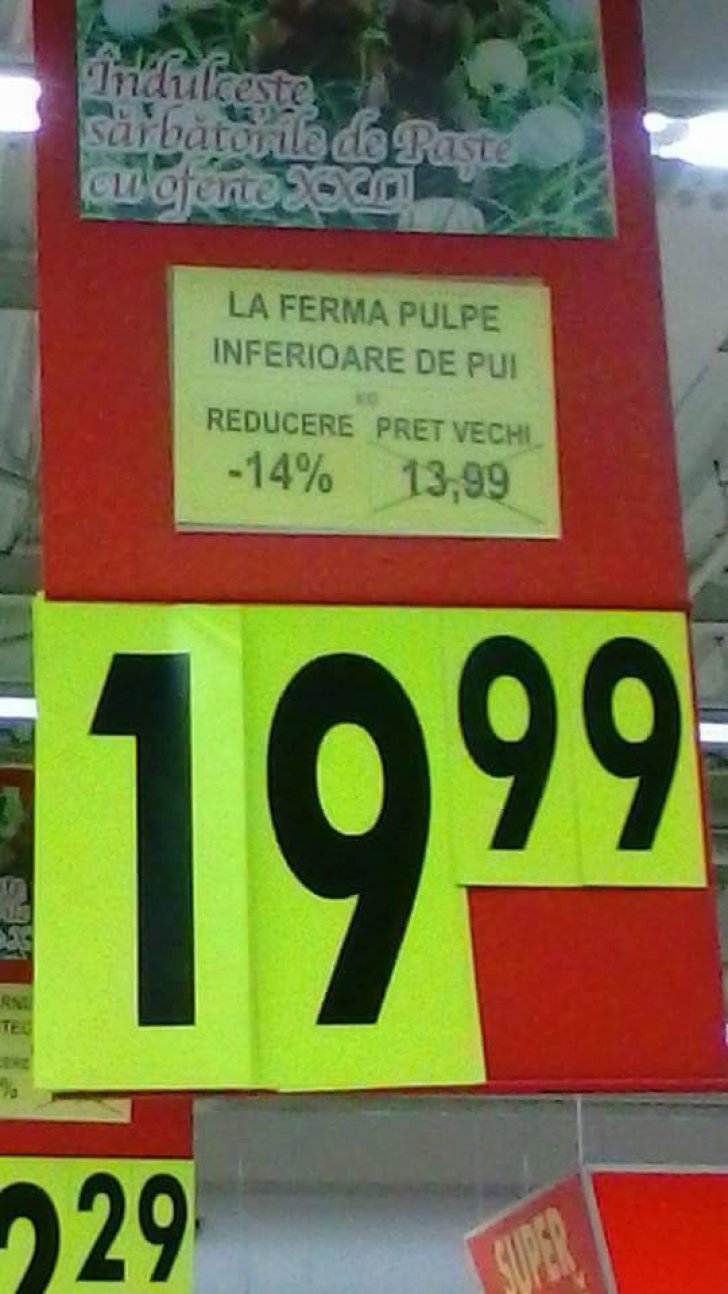 Îndulcește
sărbătorile de Paște
cu oferte XXL!
LA FERMA PULPE
INFERIOARE DE PUI
REDUCERE PRET VECHI
-14% 13,99
19 99
29
%
SUPER